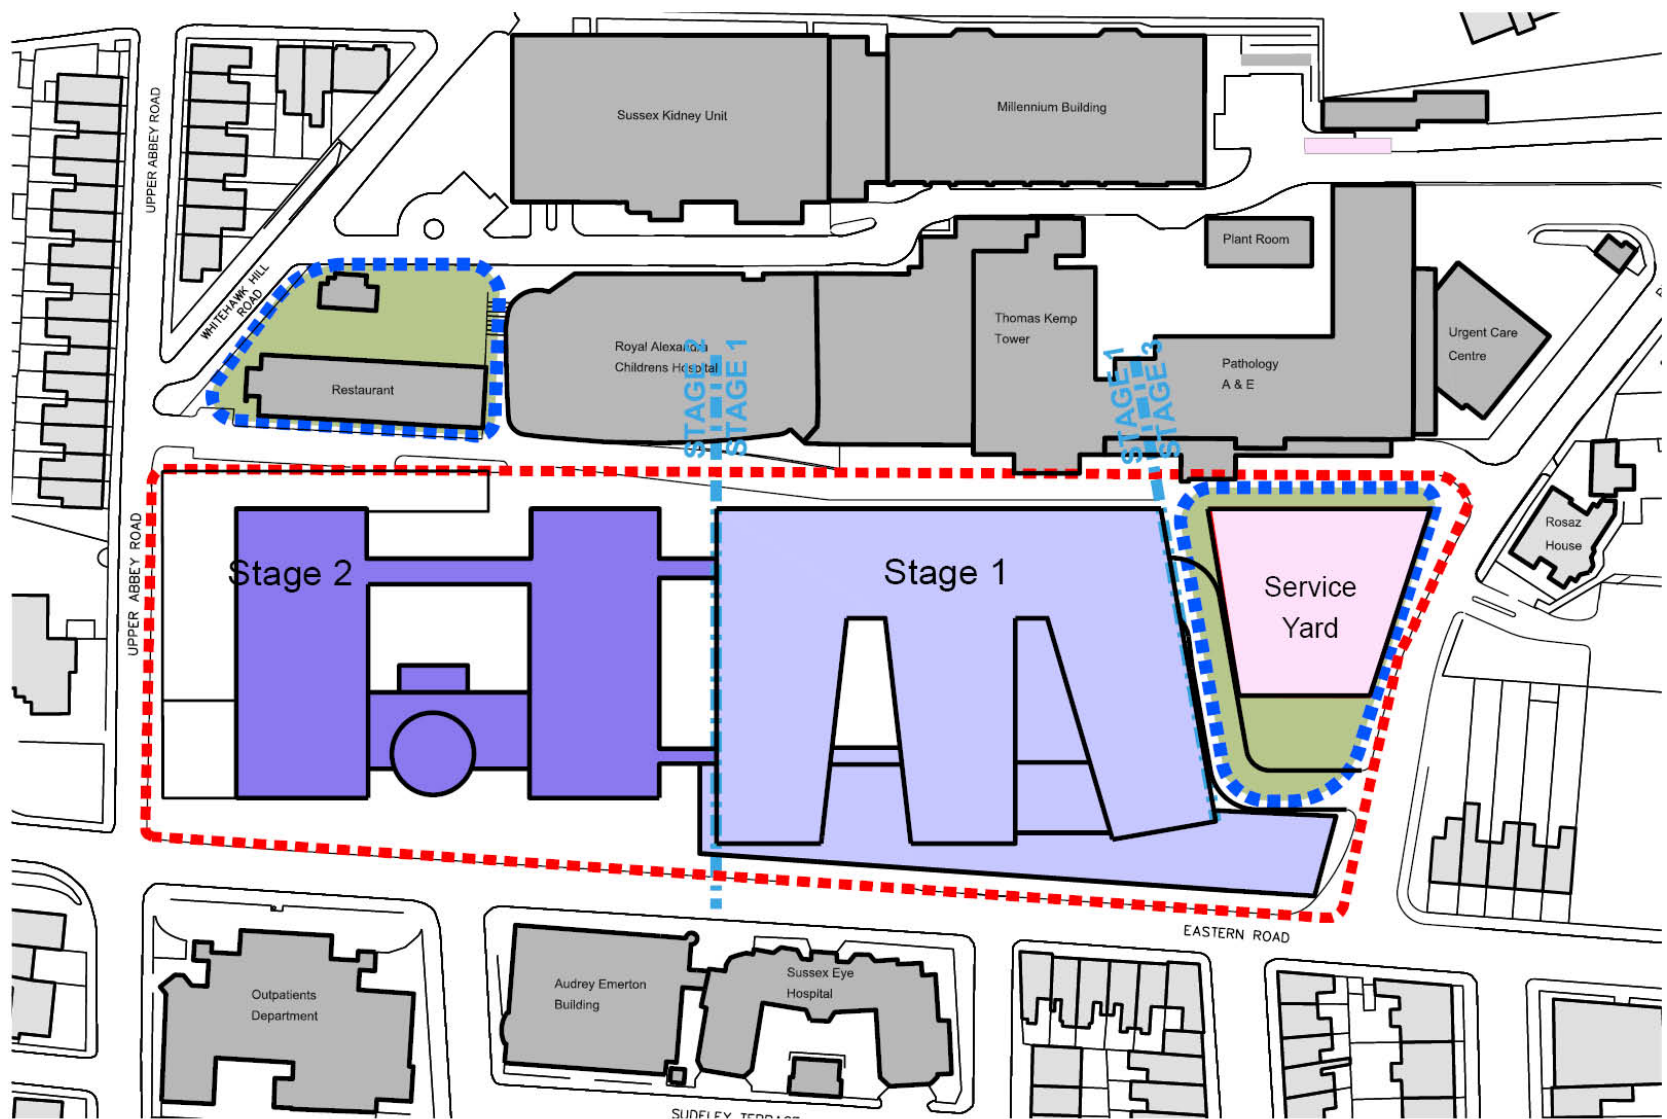 Sussex Kidney Unit
Millennium Building
UPPER ABBEY ROAD
WHITEHAWK HILL
ROAD
Plant Room
Royal Alexandra
Childrens Hospital
Thomas Kemp
Tower
Pathology
A & E
Urgent Care
Centre
Restaurant
STAGE 2
STAGE 1
STAGE 1
STAGE 3
UPPER ABBEY ROAD
Stage 2
Stage 1
Service
Yard
Rosaz
House
EASTERN ROAD
Outpatients
Department
Audrey Emerton
Building
Sussex Eye
Hospital
SUDELEY TERRACE